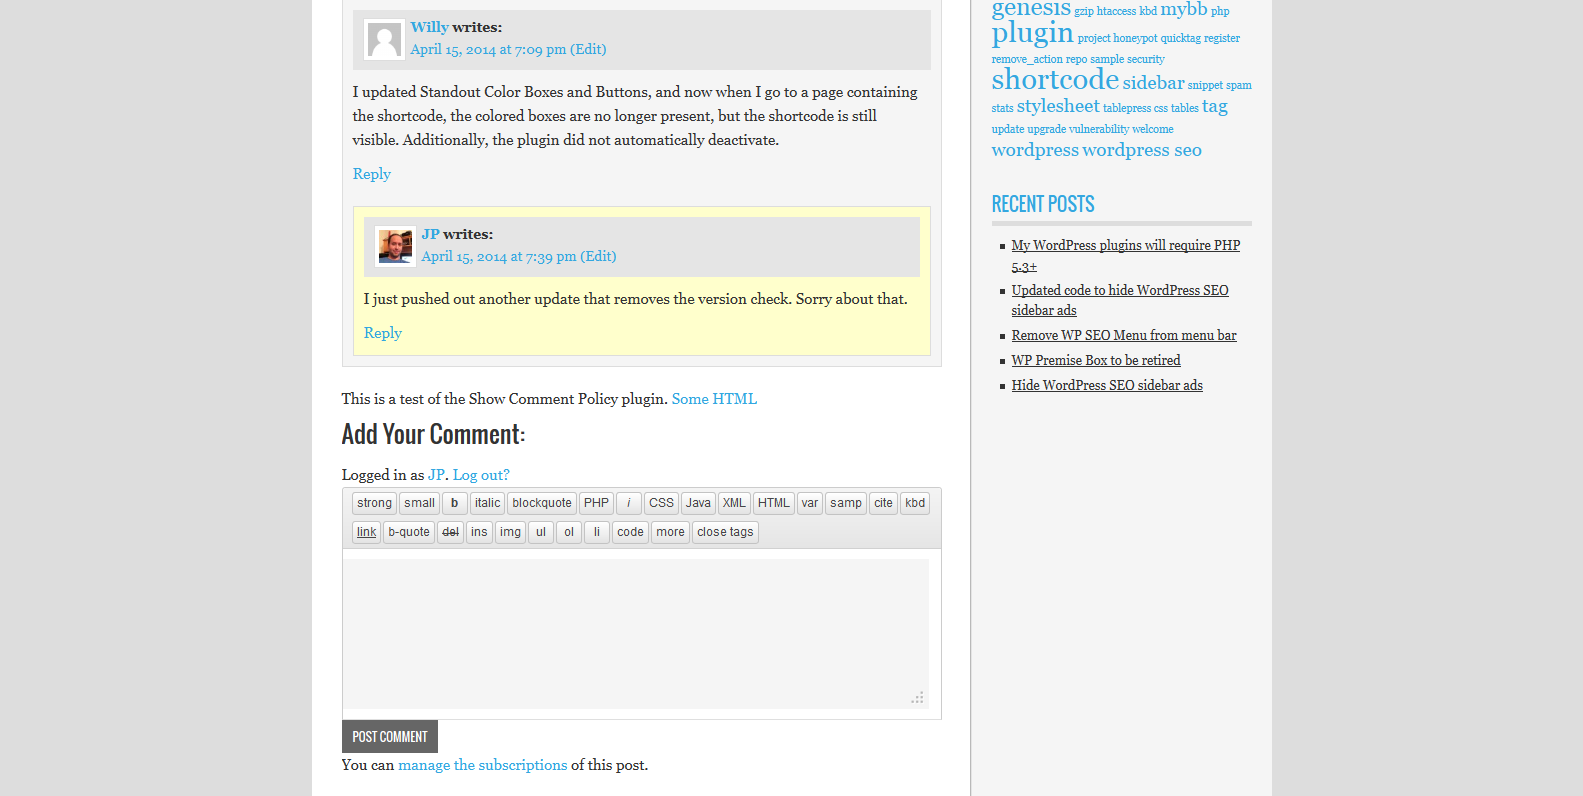 Willy writes:
April 15, 2014 at 7:09 pm (Edit)
I updated Standout Color Boxes and Buttons, and now when I go to a page containing
the shortcode, the colored boxes are no longer present, but the shortcode is still
visible. Additionally, the plugin did not automatically deactivate.
Reply
JP writes:
April 15, 2014 at 7:39 pm (Edit)
I just pushed out another update that removes the version check. Sorry about that.
Reply
This is a test of the Show Comment Policy plugin. Some HTML
Add Your Comment:
Logged in as JP. Log out?
strong small b italic blockquote PHP i CSS Java XML HTML var samp cite kbd
link b-quote del ins img ul ol li code more close tags
POST COMMENT
You can manage the subscriptions of this post.
genesis gzip htaccess kbd mybb php
plugin project honeypot quicktag register
remove_action repo sample security
shortcode sidebar snippet spam
stats stylesheet tablepress css tables tag
update upgrade vulnerability welcome
wordpress wordpress seo
RECENT POSTS
My WordPress plugins will require PHP
5.3+
Updated code to hide WordPress SEO
sidebar ads
Remove WP SEO Menu from menu bar
WP Premise Box to be retired
Hide WordPress SEO sidebar ads